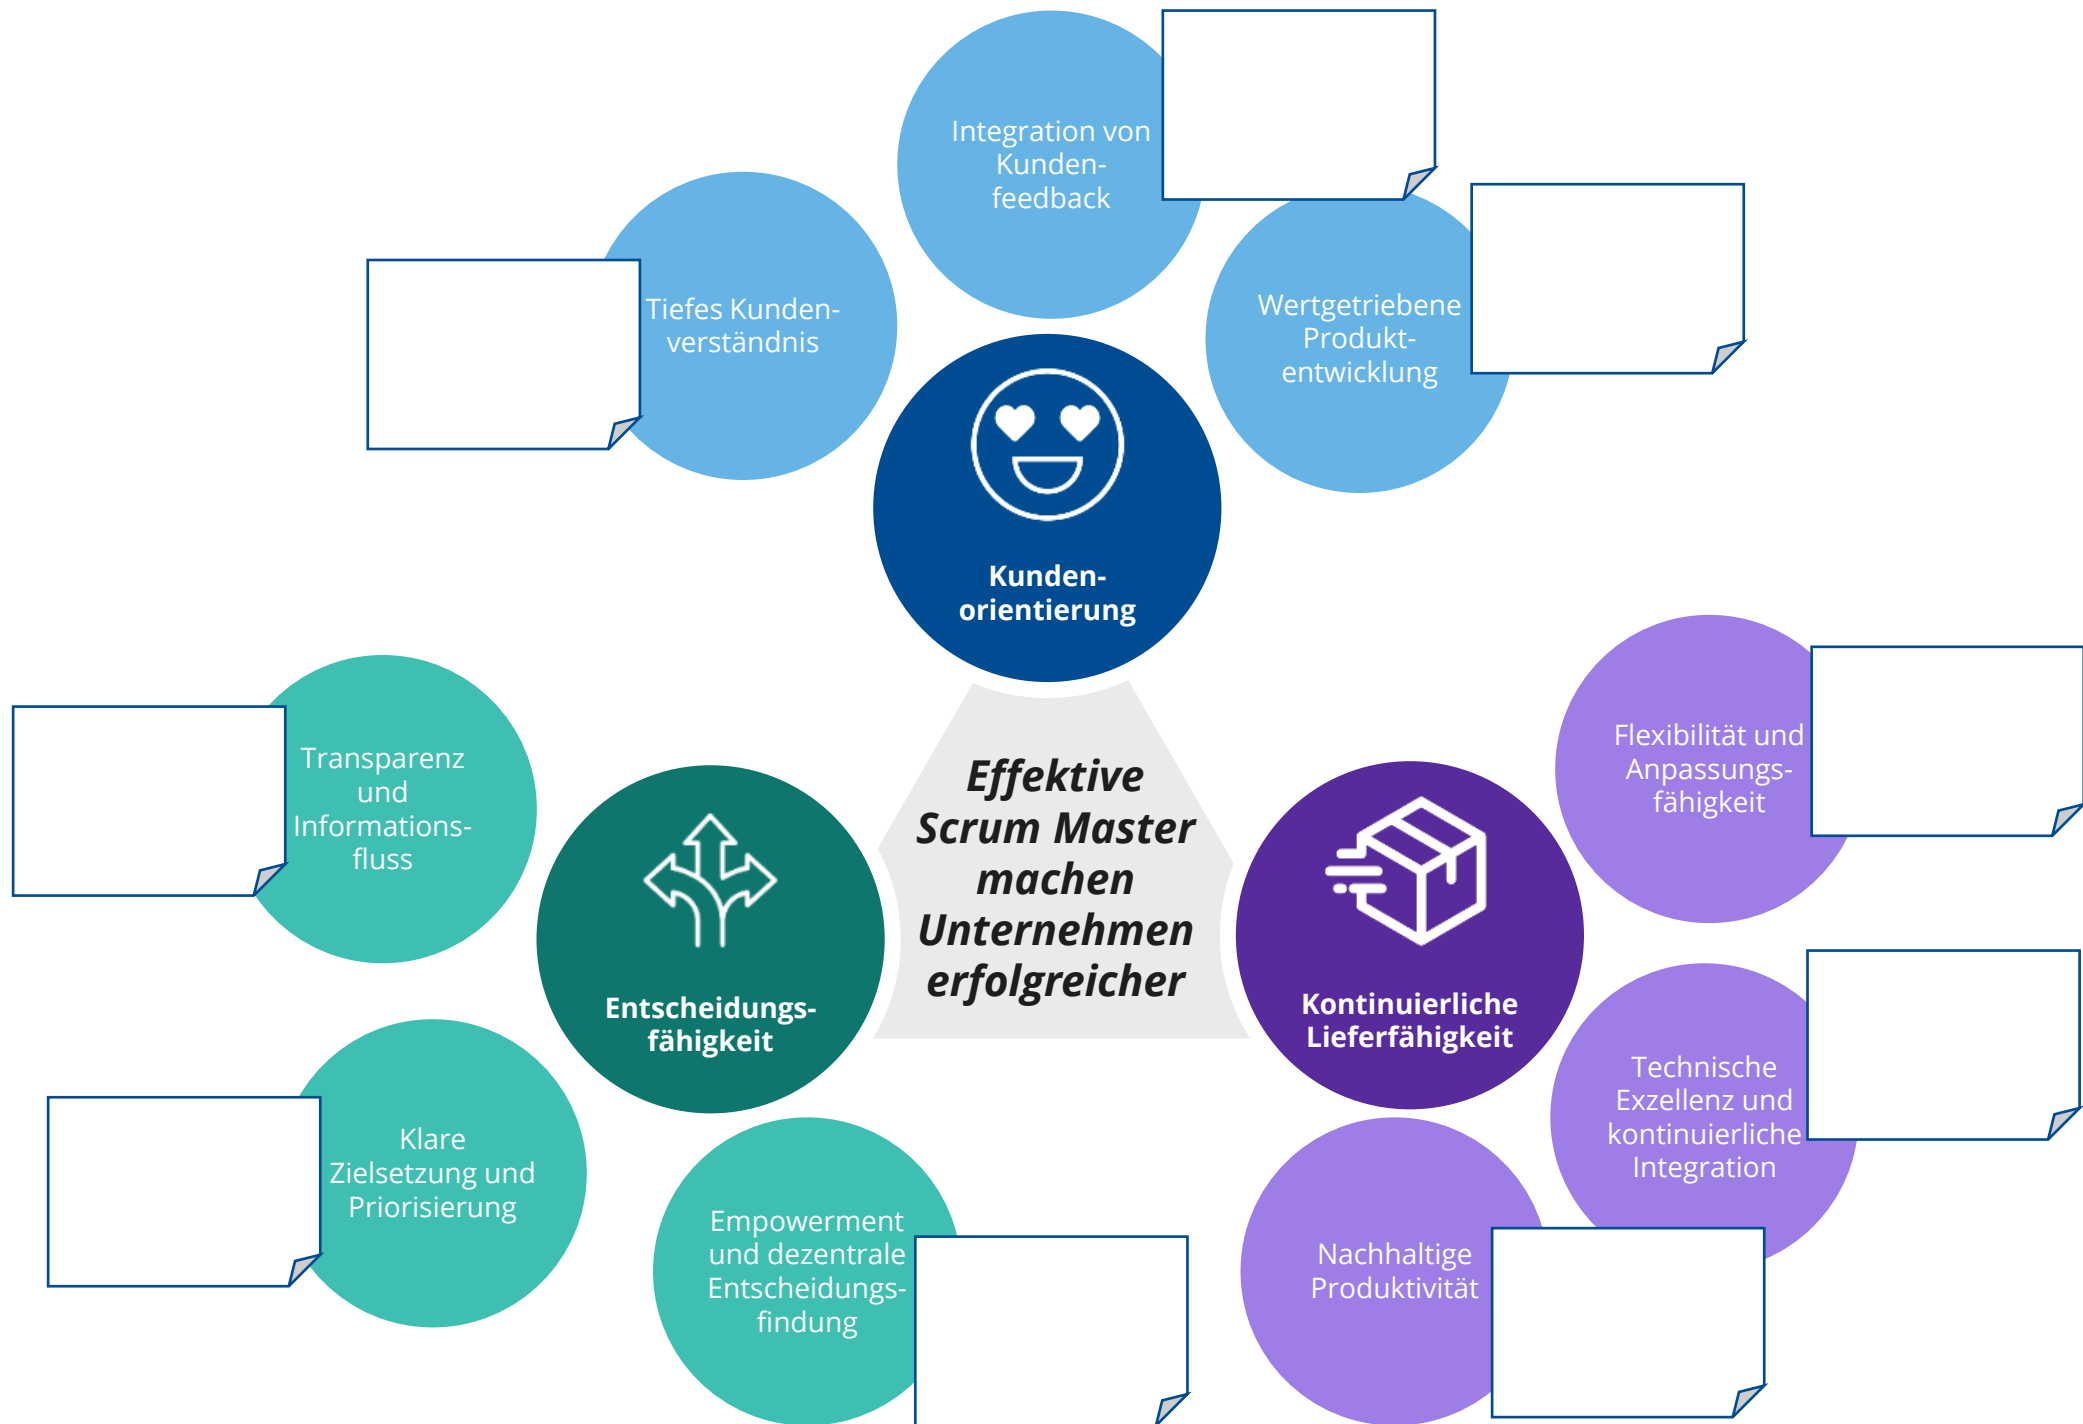 Integration von
Kunden-
feedback
Tiefes Kunden-
verständnis
Wertgetriebene
Produkt-
entwicklung
Kunden-
orientierung
Transparenz
und
Informations-
fluss
Flexibilität und
Anpassungs-
fähigkeit
Effektive
Scrum Master
machen
Unternehmen
erfolgreicher
Entscheidungs-
fähigkeit
Kontinuierliche
Lieferfähigkeit
Technische
Exzellenz und
kontinuierliche
Integration
Klare
Zielsetzung und
Priorisierung
Empowerment
und dezentrale
Entscheidungs-
findung
Nachhaltige
Produktivität